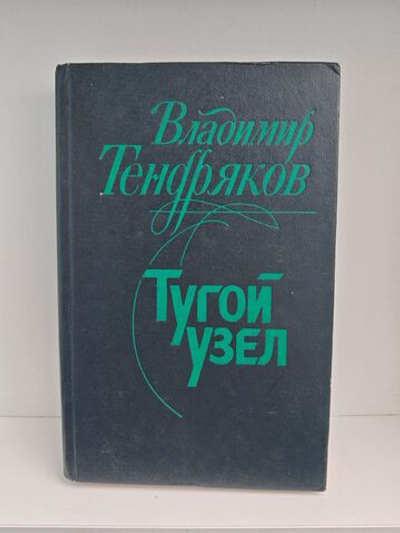 Владимир
Тендряков
Тугой
узел